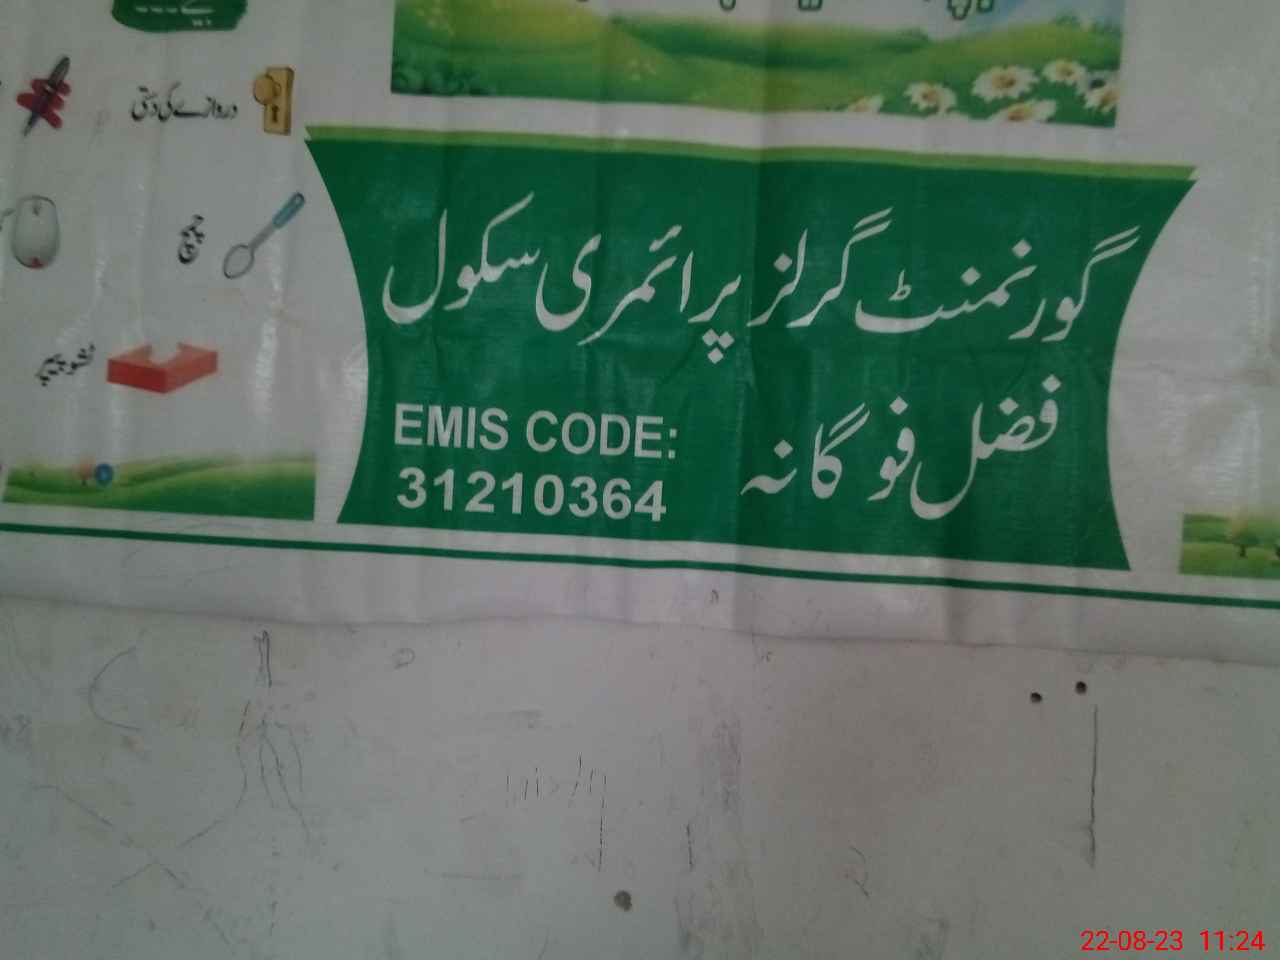 دروازے کی دستی
چمچ
ٹشو پیپر
گورنمنٹ گرلز پرائمری سکول
فضل فوگانہ
EMIS CODE:
31210364
22-08-23 11:24